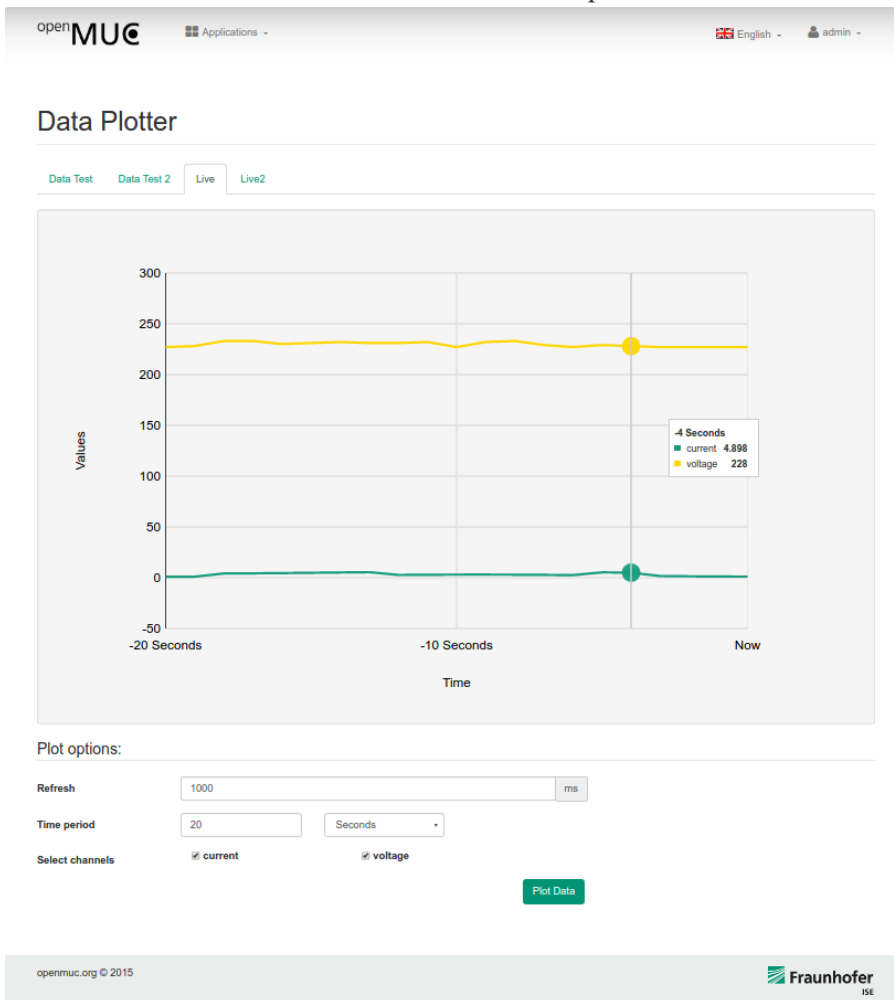 openMUC
Applications
English
admin
Data Plotter
Data Test
Data Test 2
Live
Live2
300
250
200
150
100
50
0
-50
Values
-4 Seconds
current 4.898
voltage 228
-20 Seconds
-10 Seconds
Now
Time
Plot options:
Refresh 1000 ms
Time period 20 Seconds
Select channels current voltage
Plot Data
openmuc.org © 2015
Fraunhofer
ISE